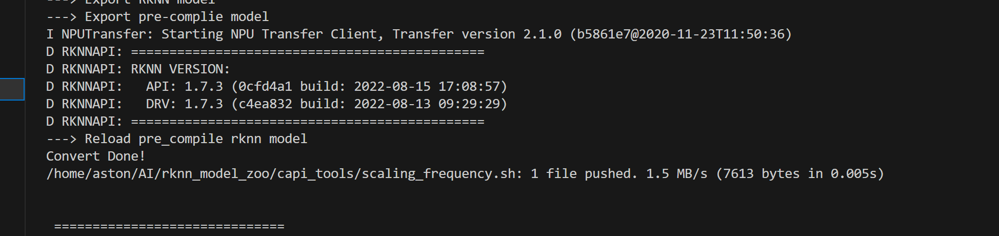 ---> Export RKNN model
---> Export pre-complie model
I NPUTransfer: Starting NPU Transfer Client, Transfer version 2.1.0 (b5861e7@2020-11-23T11:50:36)
D RKNNAPI: ==============================================
D RKNNAPI: RKNN VERSION:
D RKNNAPI:   API: 1.7.3 (0cfd4a1 build: 2022-08-15 17:08:57)
D RKNNAPI:   DRV: 1.7.3 (c4ea832 build: 2022-08-13 09:29:29)
D RKNNAPI: ==============================================
---> Reload pre_compile rknn model
Convert Done!
/home/aston/AI/rknn_model_zoo/capi_tools/scaling_frequency.sh: 1 file pushed. 1.5 MB/s (7613 bytes in 0.005s)
==============================